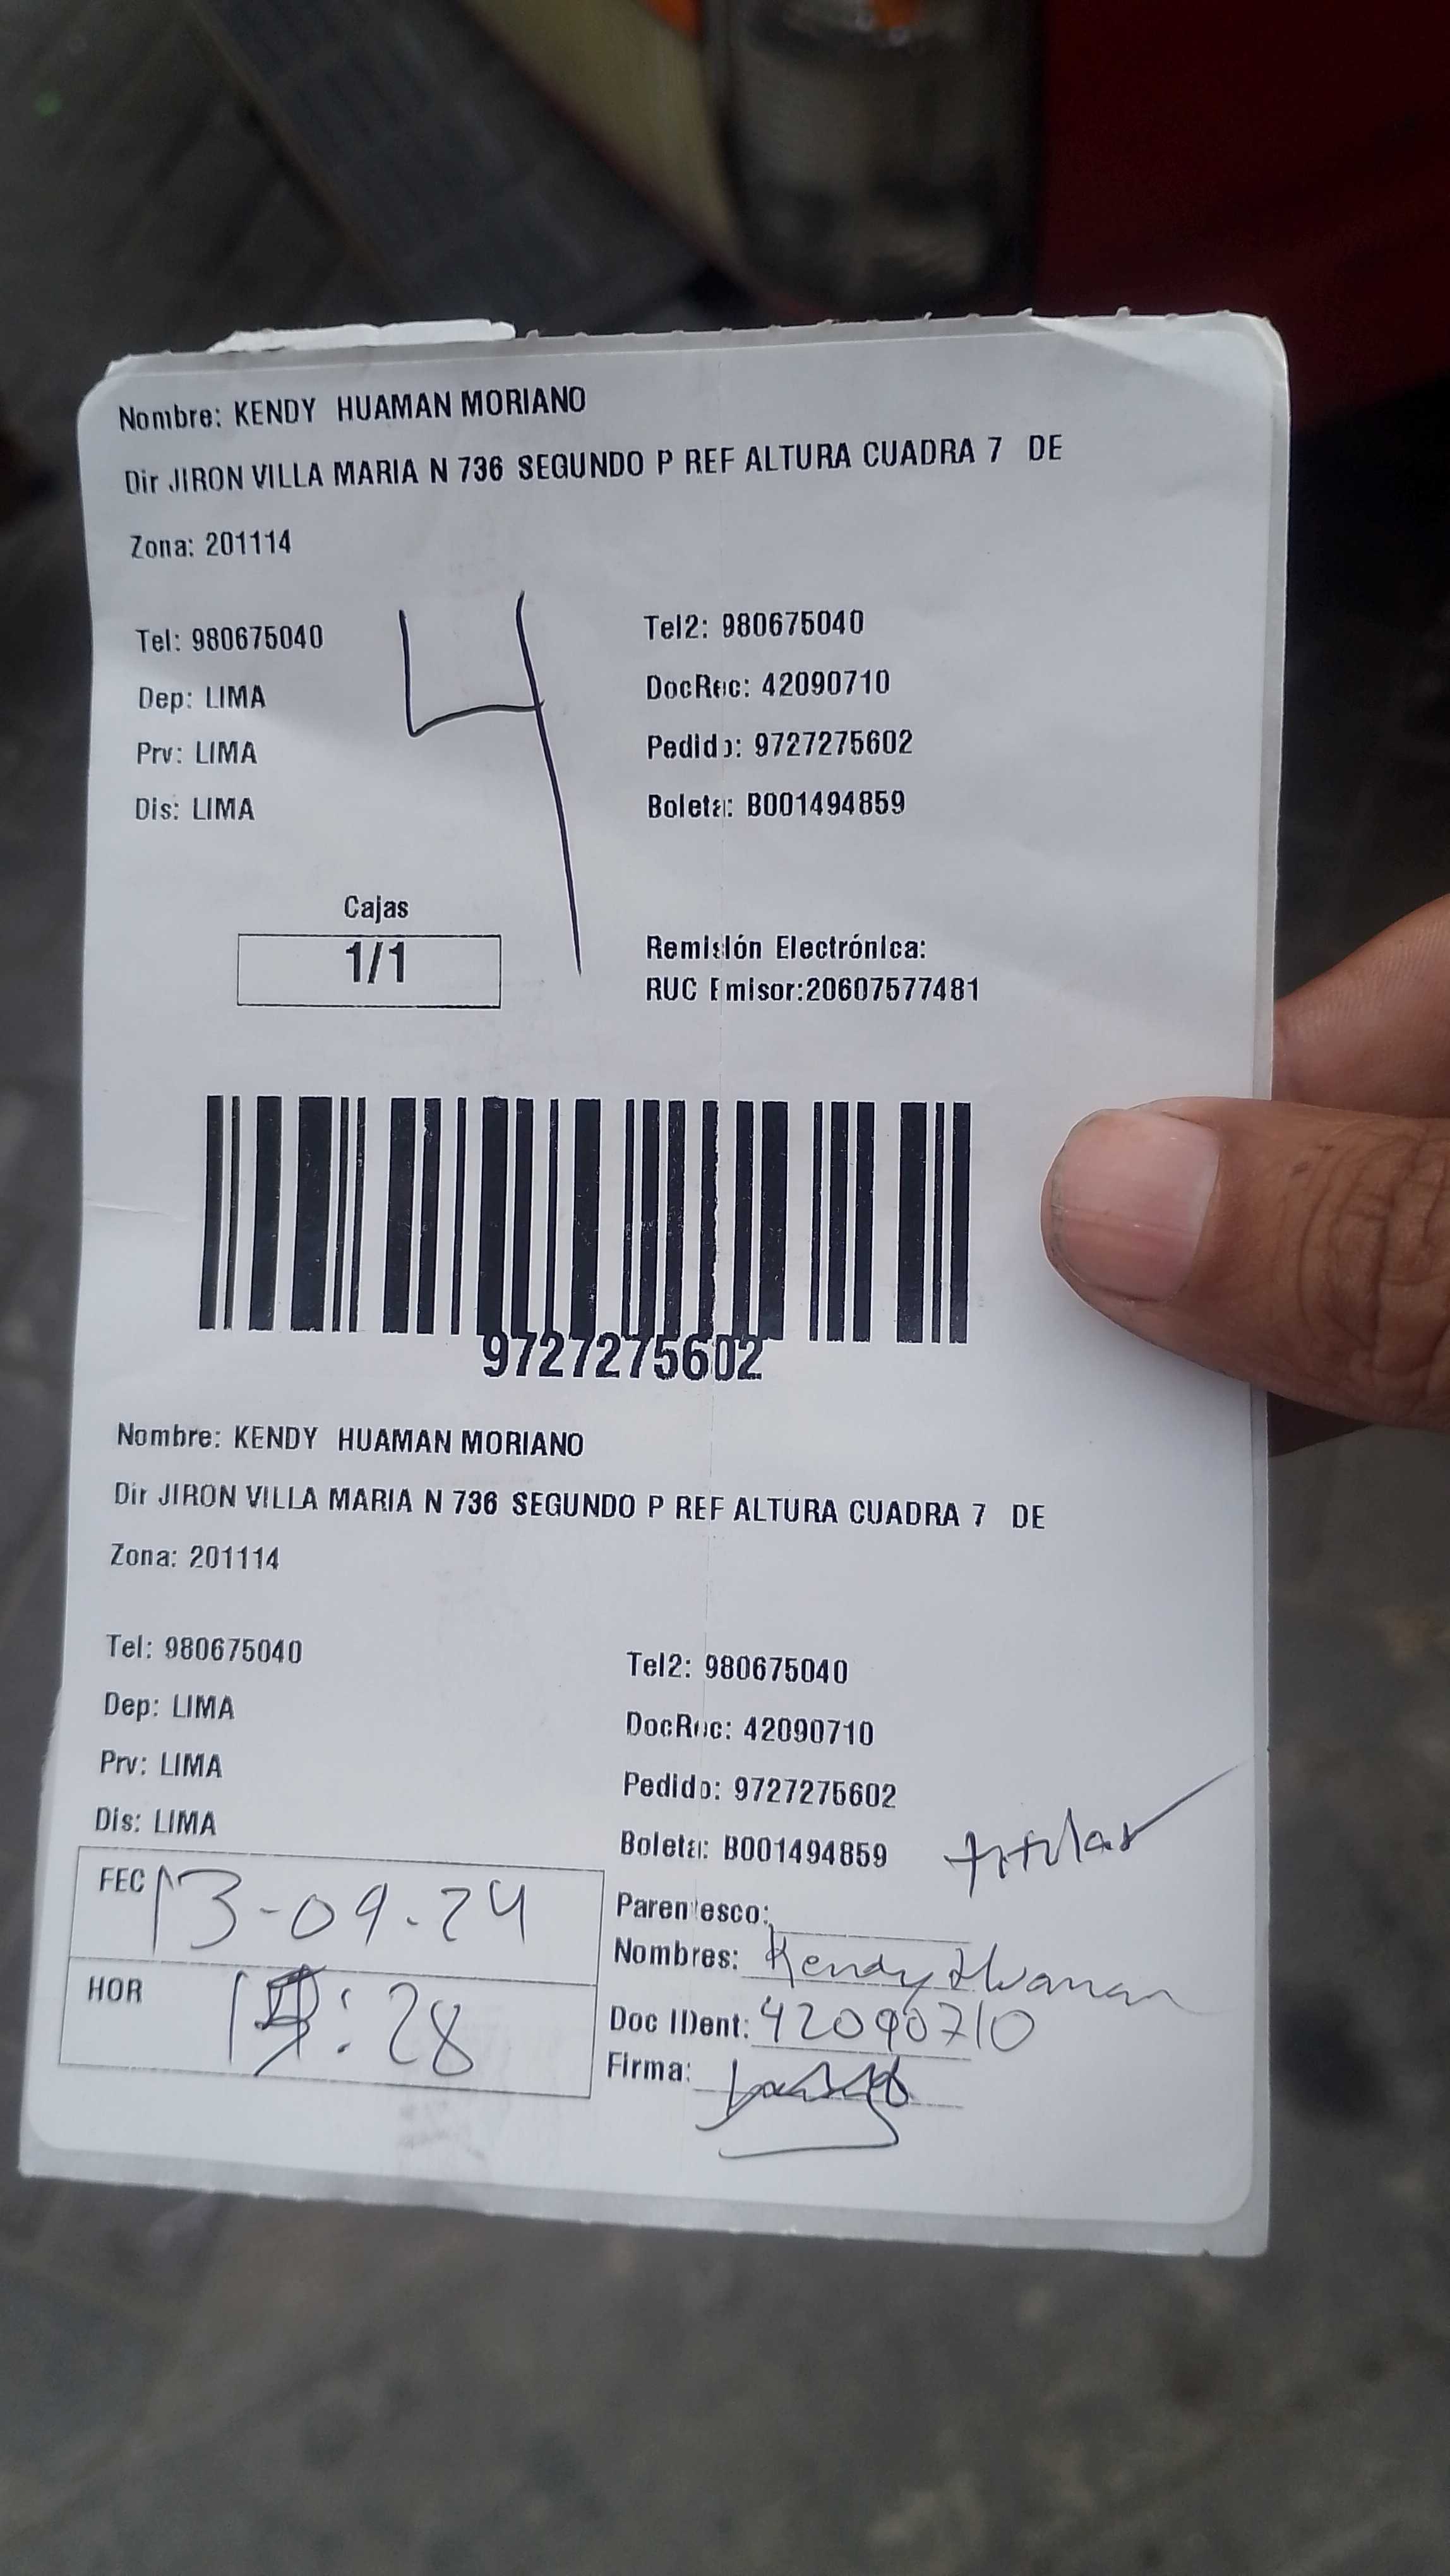 Nombre: KENDY HUAMAN MORIANO
Dir JIRON VILLA MARIA N 736 SEGUNDO P REF ALTURA CUADRA 7 DE
Zona: 201114
4
Tel: 980675040
Tel2: 980675040
Dep: LIMA
DocRec: 42090710
Prv: LIMA
Pedido: 9727275602
Dis: LIMA
Boleta: B001494859
Cajas
1/1
Remisión Electrónica:
RUC Emisor:20607577481
9727275602
Nombre: KENDY HUAMAN MORIANO
Dir JIRON VILLA MARIA N 736 SEGUNDO P REF ALTURA CUADRA 7 DE
Zona: 201114
Tel: 980675040
Tel2: 980675040
Dep: LIMA
DocRec: 42090710
Prv: LIMA
Pedido: 9727275602
Dis: LIMA
Boleta: B001494859
titular
FEC 13-09-24
Parentesco:
Nombres: Kendy Huaman
HOR :28
Doc IDent: 42090710
Firma: